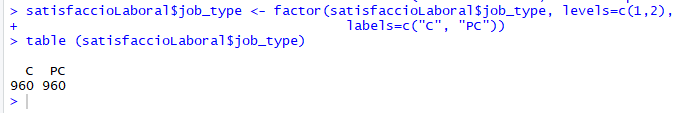 > satisfaccioLaboral$job_type <- factor(satisfaccioLaboral$job_type, levels=c(1,2),
+ labels=c("C", "PC"))
> table (satisfaccioLaboral$job_type)
C PC
960 960
>